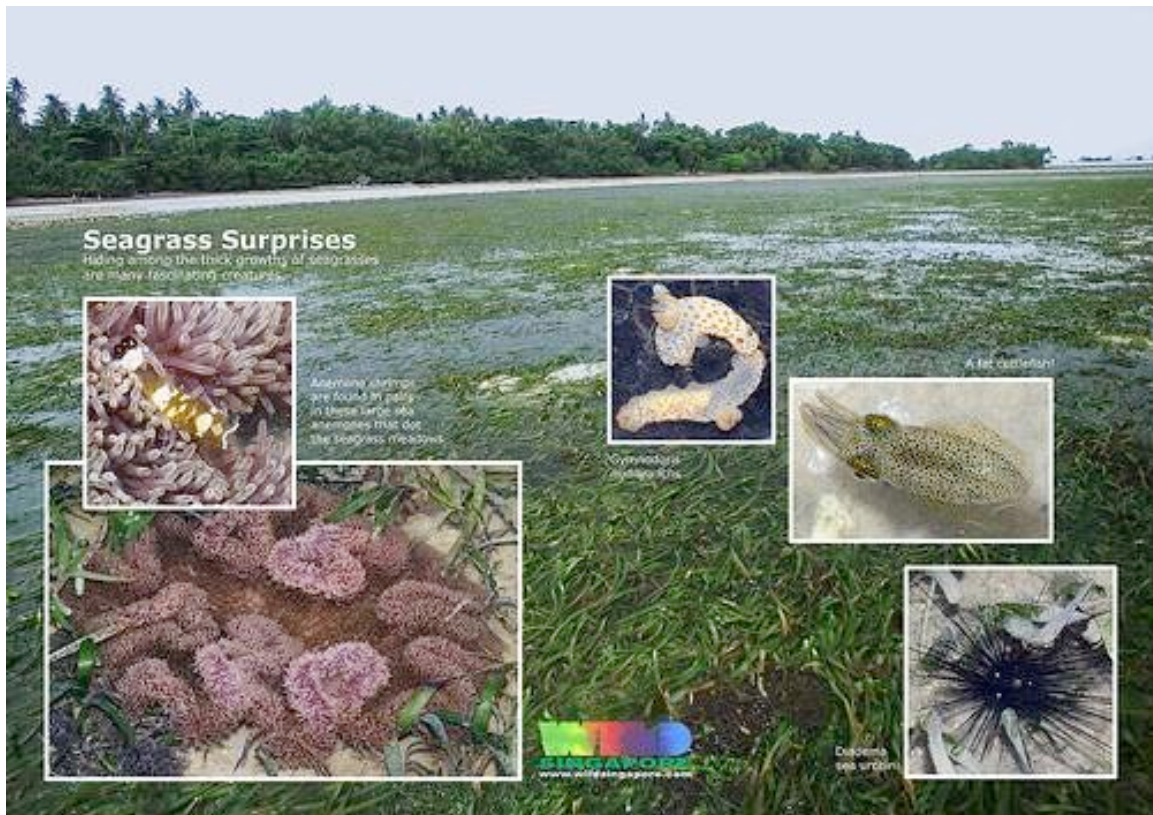 Seagrass Surprises
Hiding among the thick growths of seagrasses
are many fascinating creatures.
Anemone shrimps
are found in pairs
in these large sea
anemones that dot
the seagrass meadows
A fat cuttlefish!
Diadema
sea urchin
WILD
SINGAPORE
www.wildsingapore.com